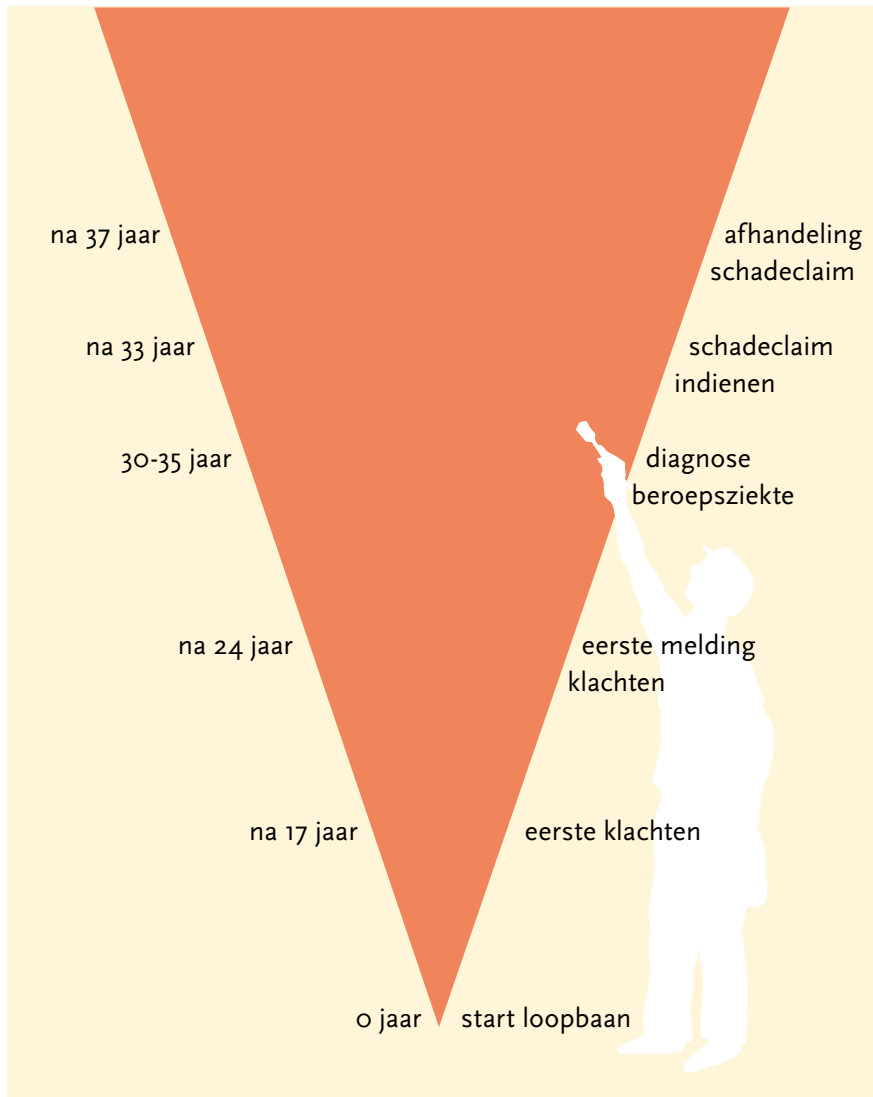 na 37 jaar
afhandeling
schadeclaim
na 33 jaar
schadeclaim
indienen
30-35 jaar
diagnose
beroepsziekte
na 24 jaar
eerste melding
klachten
na 17 jaar
eerste klachten
0 jaar
start loopbaan